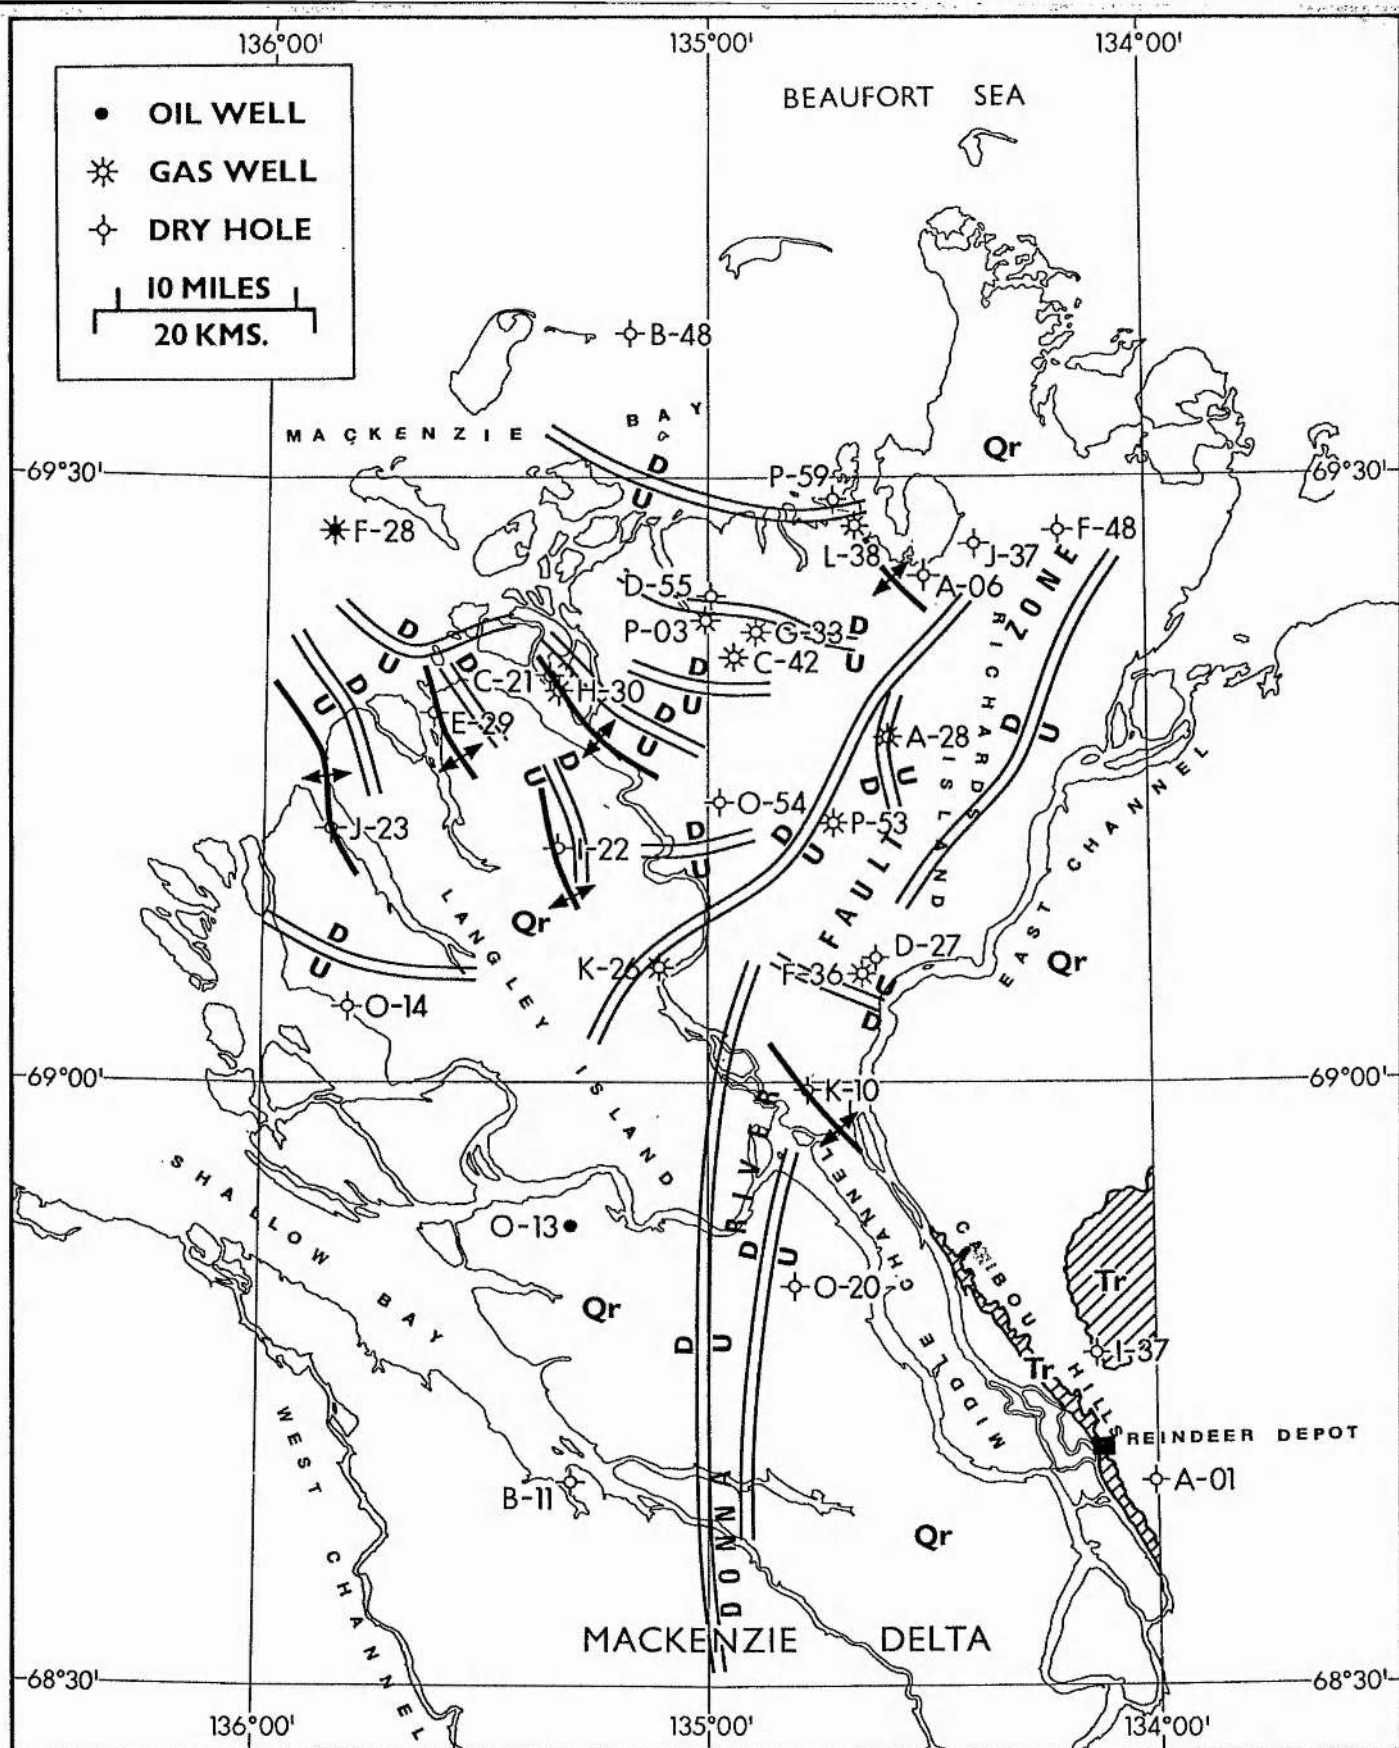 136°00'
135°00'
134°00'
BEAUFORT SEA
OIL WELL
GAS WELL
DRY HOLE
10 MILES
20 KMS.
B-48
MACKENZIE BAY
Qr
69°30'
69°30'
D
U
P-59
F-28
L-38
J-37
F-48
A-06
D-55
P-03
G-33
D
U
C-42
D
U
D
U
D
U
D
C-21
H-30
E-29
D
U
D
U
RICHARDS ISLAND
FAULT ZONE
D
U
A-28
U
D
J-23
I-22
O-54
P-53
D
U
D
U
EAST CHANNEL
LANGLEY ISLAND
Qr
D
U
K-26
D-27
F-36
U
D
Qr
O-14
69°00'
69°00'
K-10
SHALLOW BAY
O-13
Qr
DONNA RIVER
D
U
O-20
D
U
MIDDLE CHANNEL
CARIBOU HILLS
Tr
Tr
I-37
REINDEER DEPOT
A-01
WEST CHANNEL
B-11
Qr
MACKENZIE DELTA
68°30'
68°30'
136°00'
135°00'
134°00'